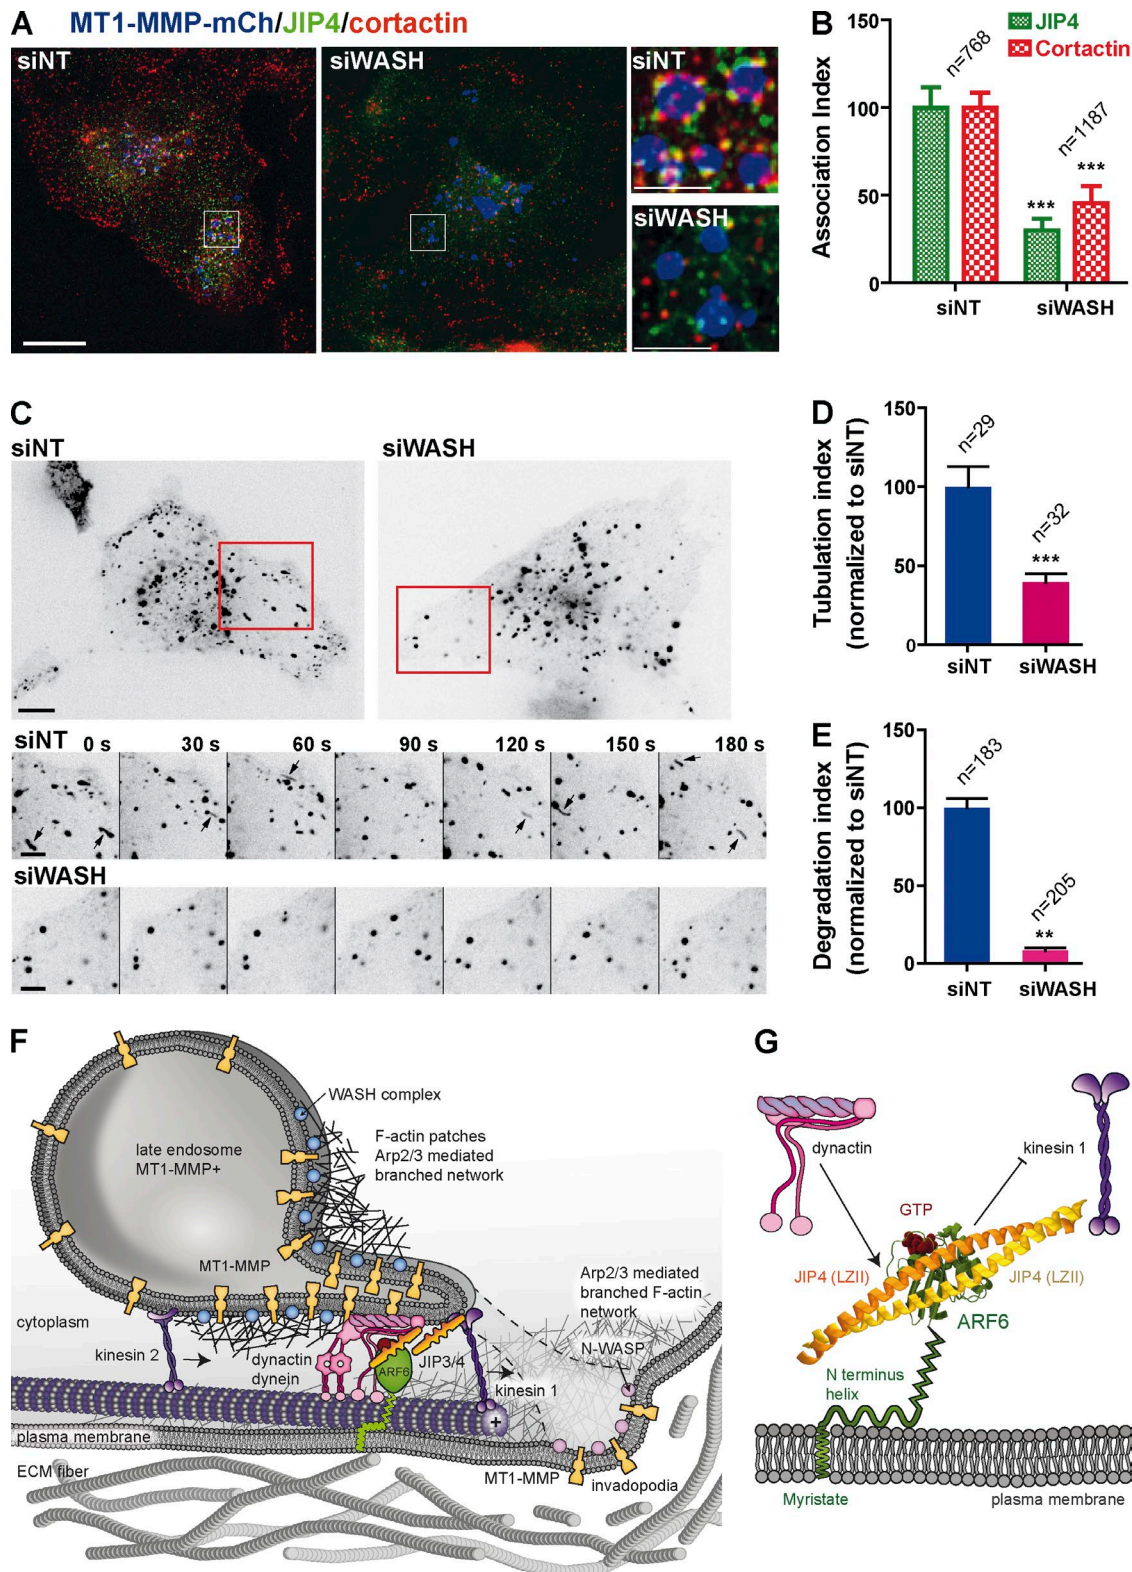 A MT1-MMP-mCh/JIP4/cortactin
siNT
siWASH
siNT
siWASH
B
JIP4
Cortactin
n=768
n=1187
***
***
Association Index
150
100
50
0
siNT
siWASH
C
siNT
siWASH
siNT 0 s 30 s 60 s 90 s 120 s 150 s 180 s
siWASH
D
Tubulation index
(normalized to siNT)
150
100
50
0
n=29
n=32
***
siNT
siWASH
E
Degradation index
(normalized to siNT)
150
100
50
0
n=183
n=205
**
siNT
siWASH
F
WASH complex
F-actin patches
Arp2/3 mediated
branched network
late endosome
MT1-MMP+
MT1-MMP
Arp2/3 mediated
branched F-actin
network
N-WASP
cytoplasm
kinesin 2
dynactin
dynein
ARF6
JIP3/4
kinesin 1
+
plasma membrane
ECM fiber
MT1-MMP
invadopodia
G
dynactin
kinesin 1
GTP
JIP4 (LZII)
JIP4 (LZII)
ARF6
N terminus
helix
Myristate
plasma membrane